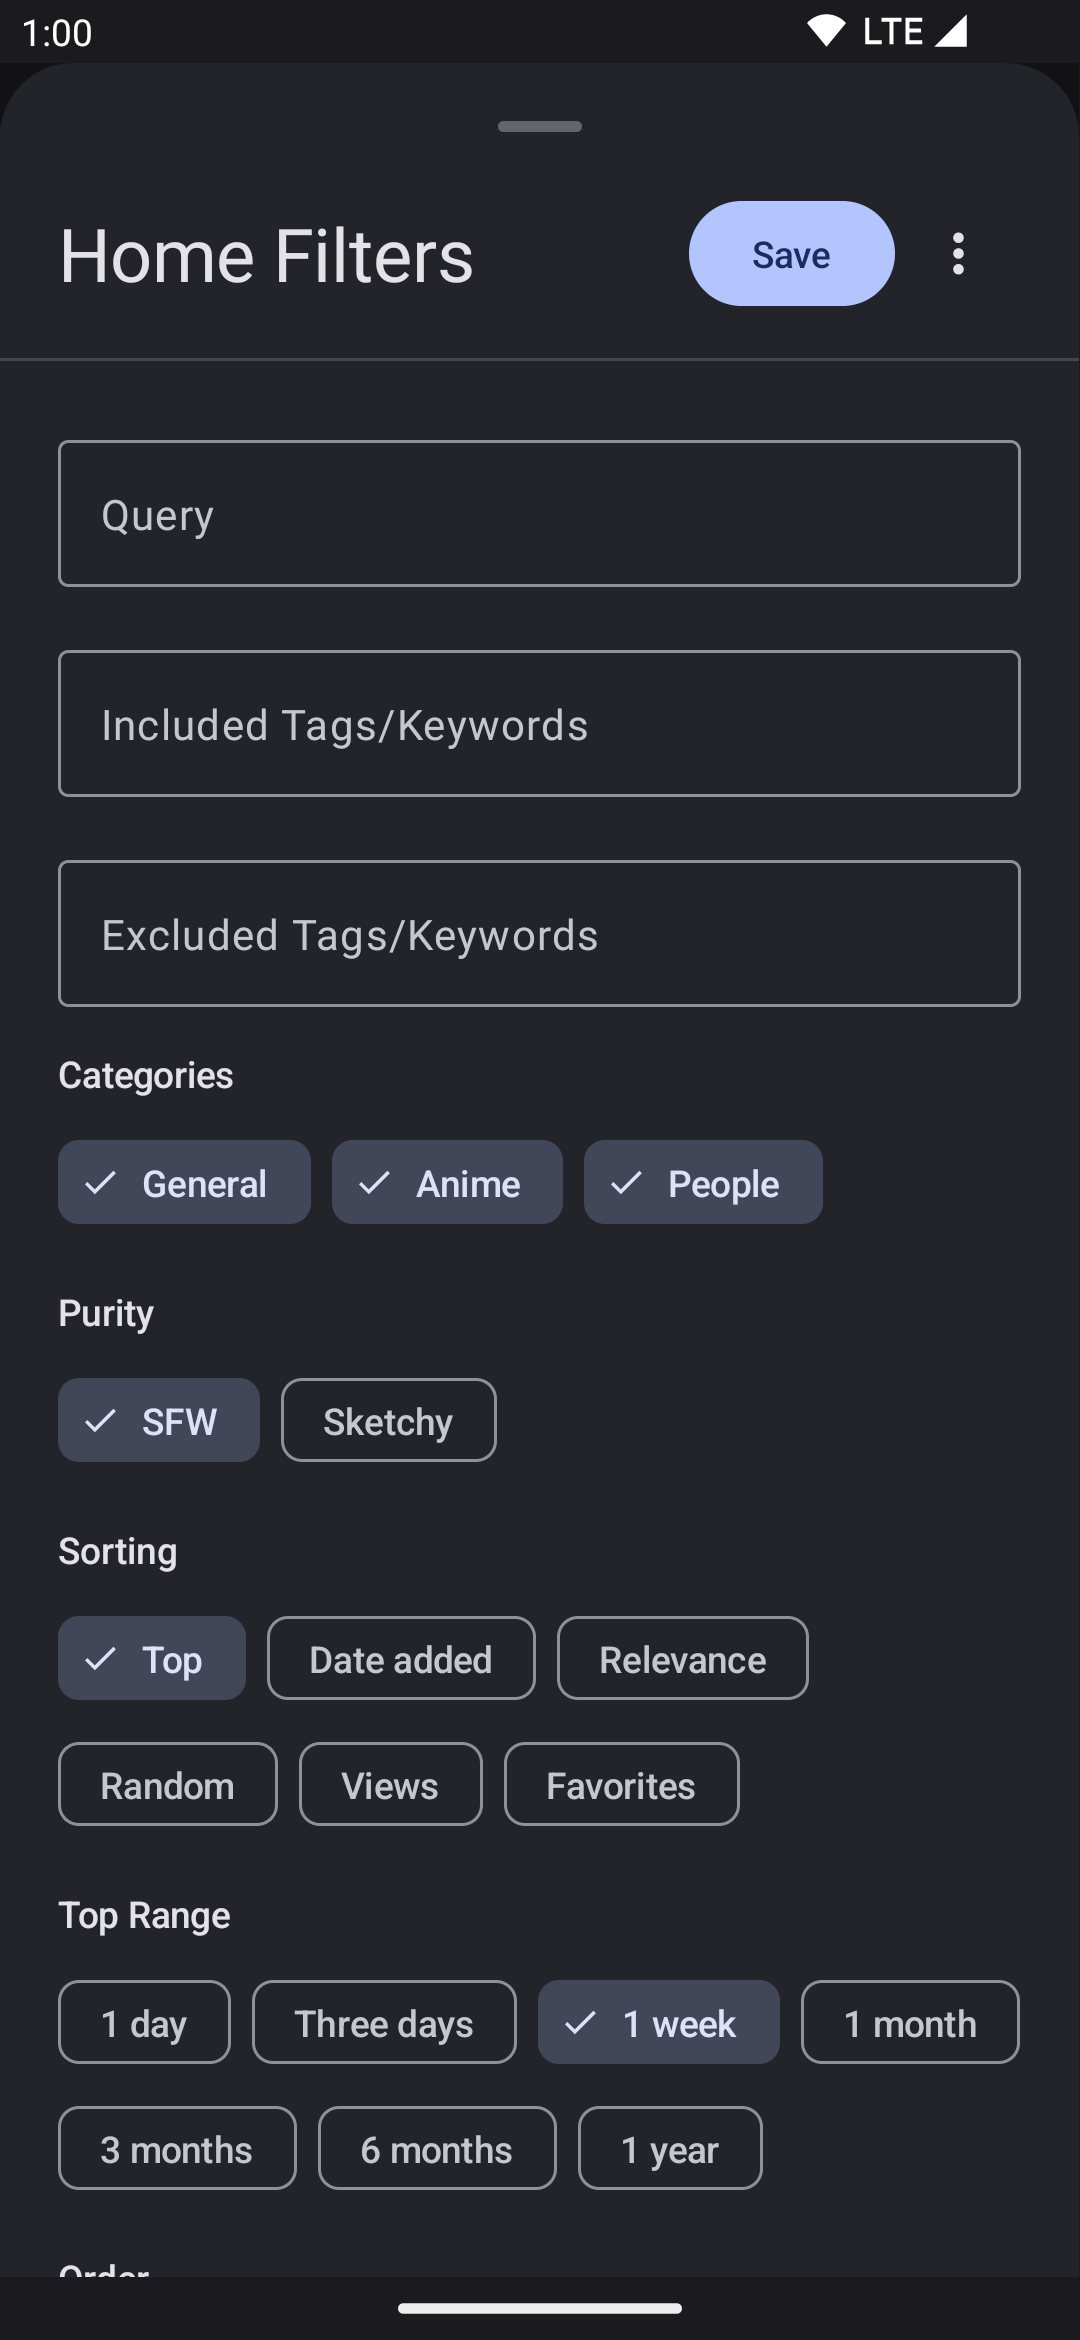 1:00 LTE
Home Filters Save
Query
Included Tags/Keywords
Excluded Tags/Keywords
Categories
General Anime People
Purity
SFW Sketchy
Sorting
Top Date added Relevance
Random Views Favorites
Top Range
1 day Three days 1 week 1 month
3 months 6 months 1 year
Order